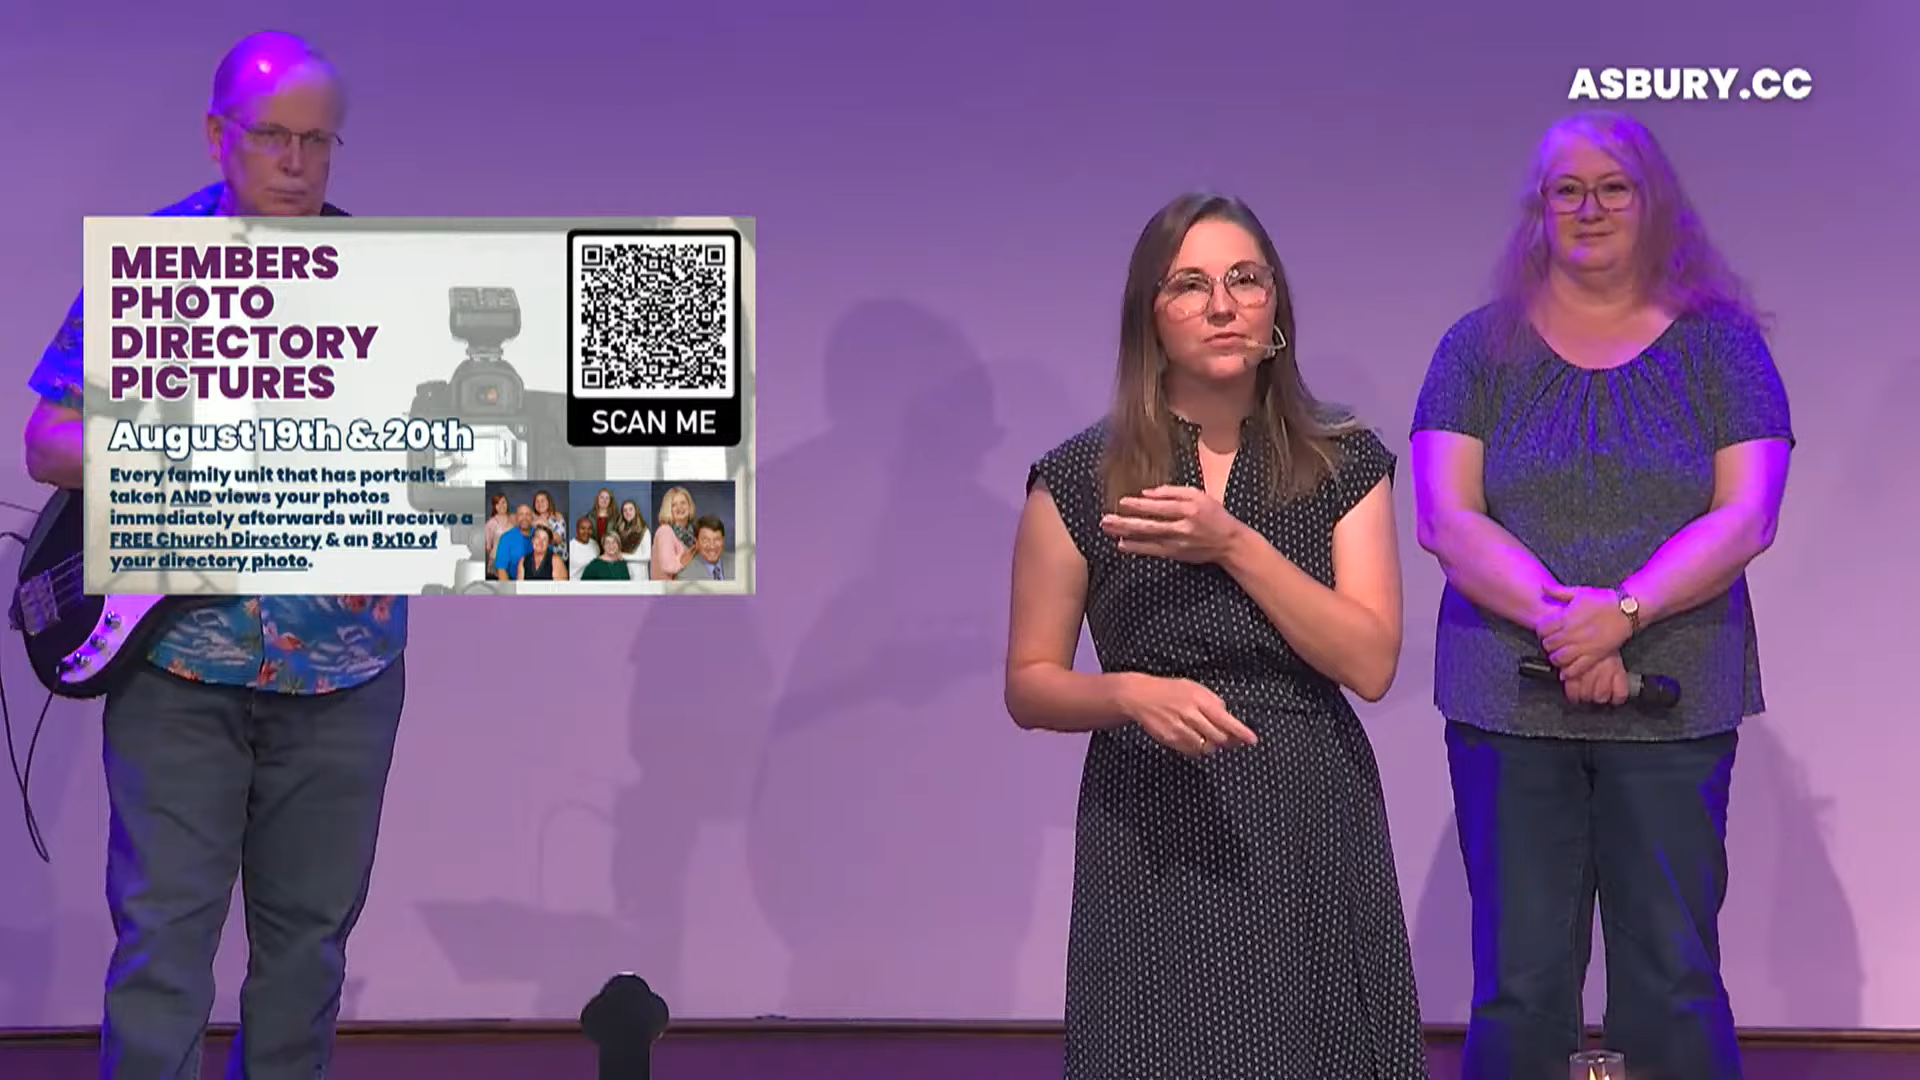 ASBURY.CC
MEMBERS
PHOTO
DIRECTORY
PICTURES
August 19th & 20th
Every family unit that has portraits
taken AND views your photos
immediately afterwards will receive a
FREE Church Directory & an 8x10 of
your directory photo.
SCAN ME